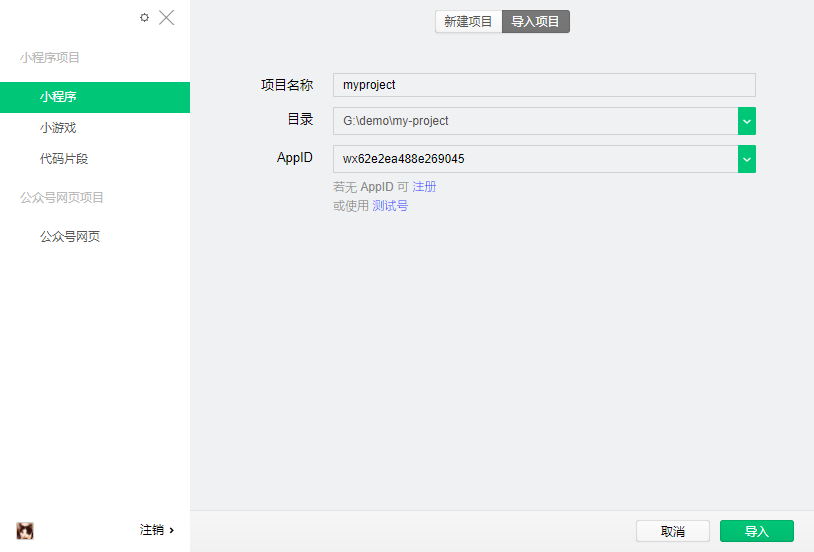 小程序项目
小程序
小游戏
代码片段
公众号网页项目
公众号网页
注销
新建项目 导入项目
项目名称 myproject
目录 G:\demo\my-project
AppID wx62e2ea488e269045
若无 AppID 可 注册
或使用 测试号
取消 导入